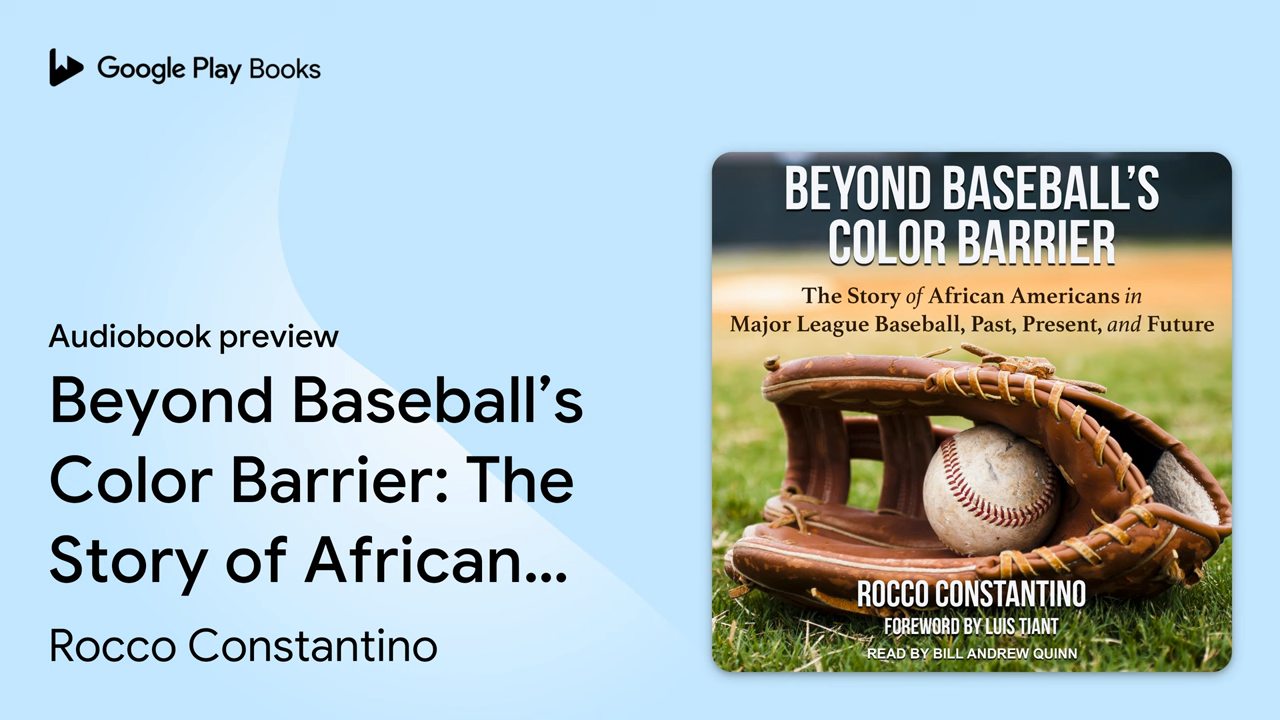 Google Play Books
Audiobook preview
Beyond Baseball’s
Color Barrier: The
Story of African...
Rocco Constantino
BEYOND BASEBALL’S
COLOR BARRIER
The Story of African Americans in
Major League Baseball, Past, Present, and Future
ROCCO CONSTANTINO
FOREWORD BY LUIS TIANT
READ BY BILL ANDREW QUINN